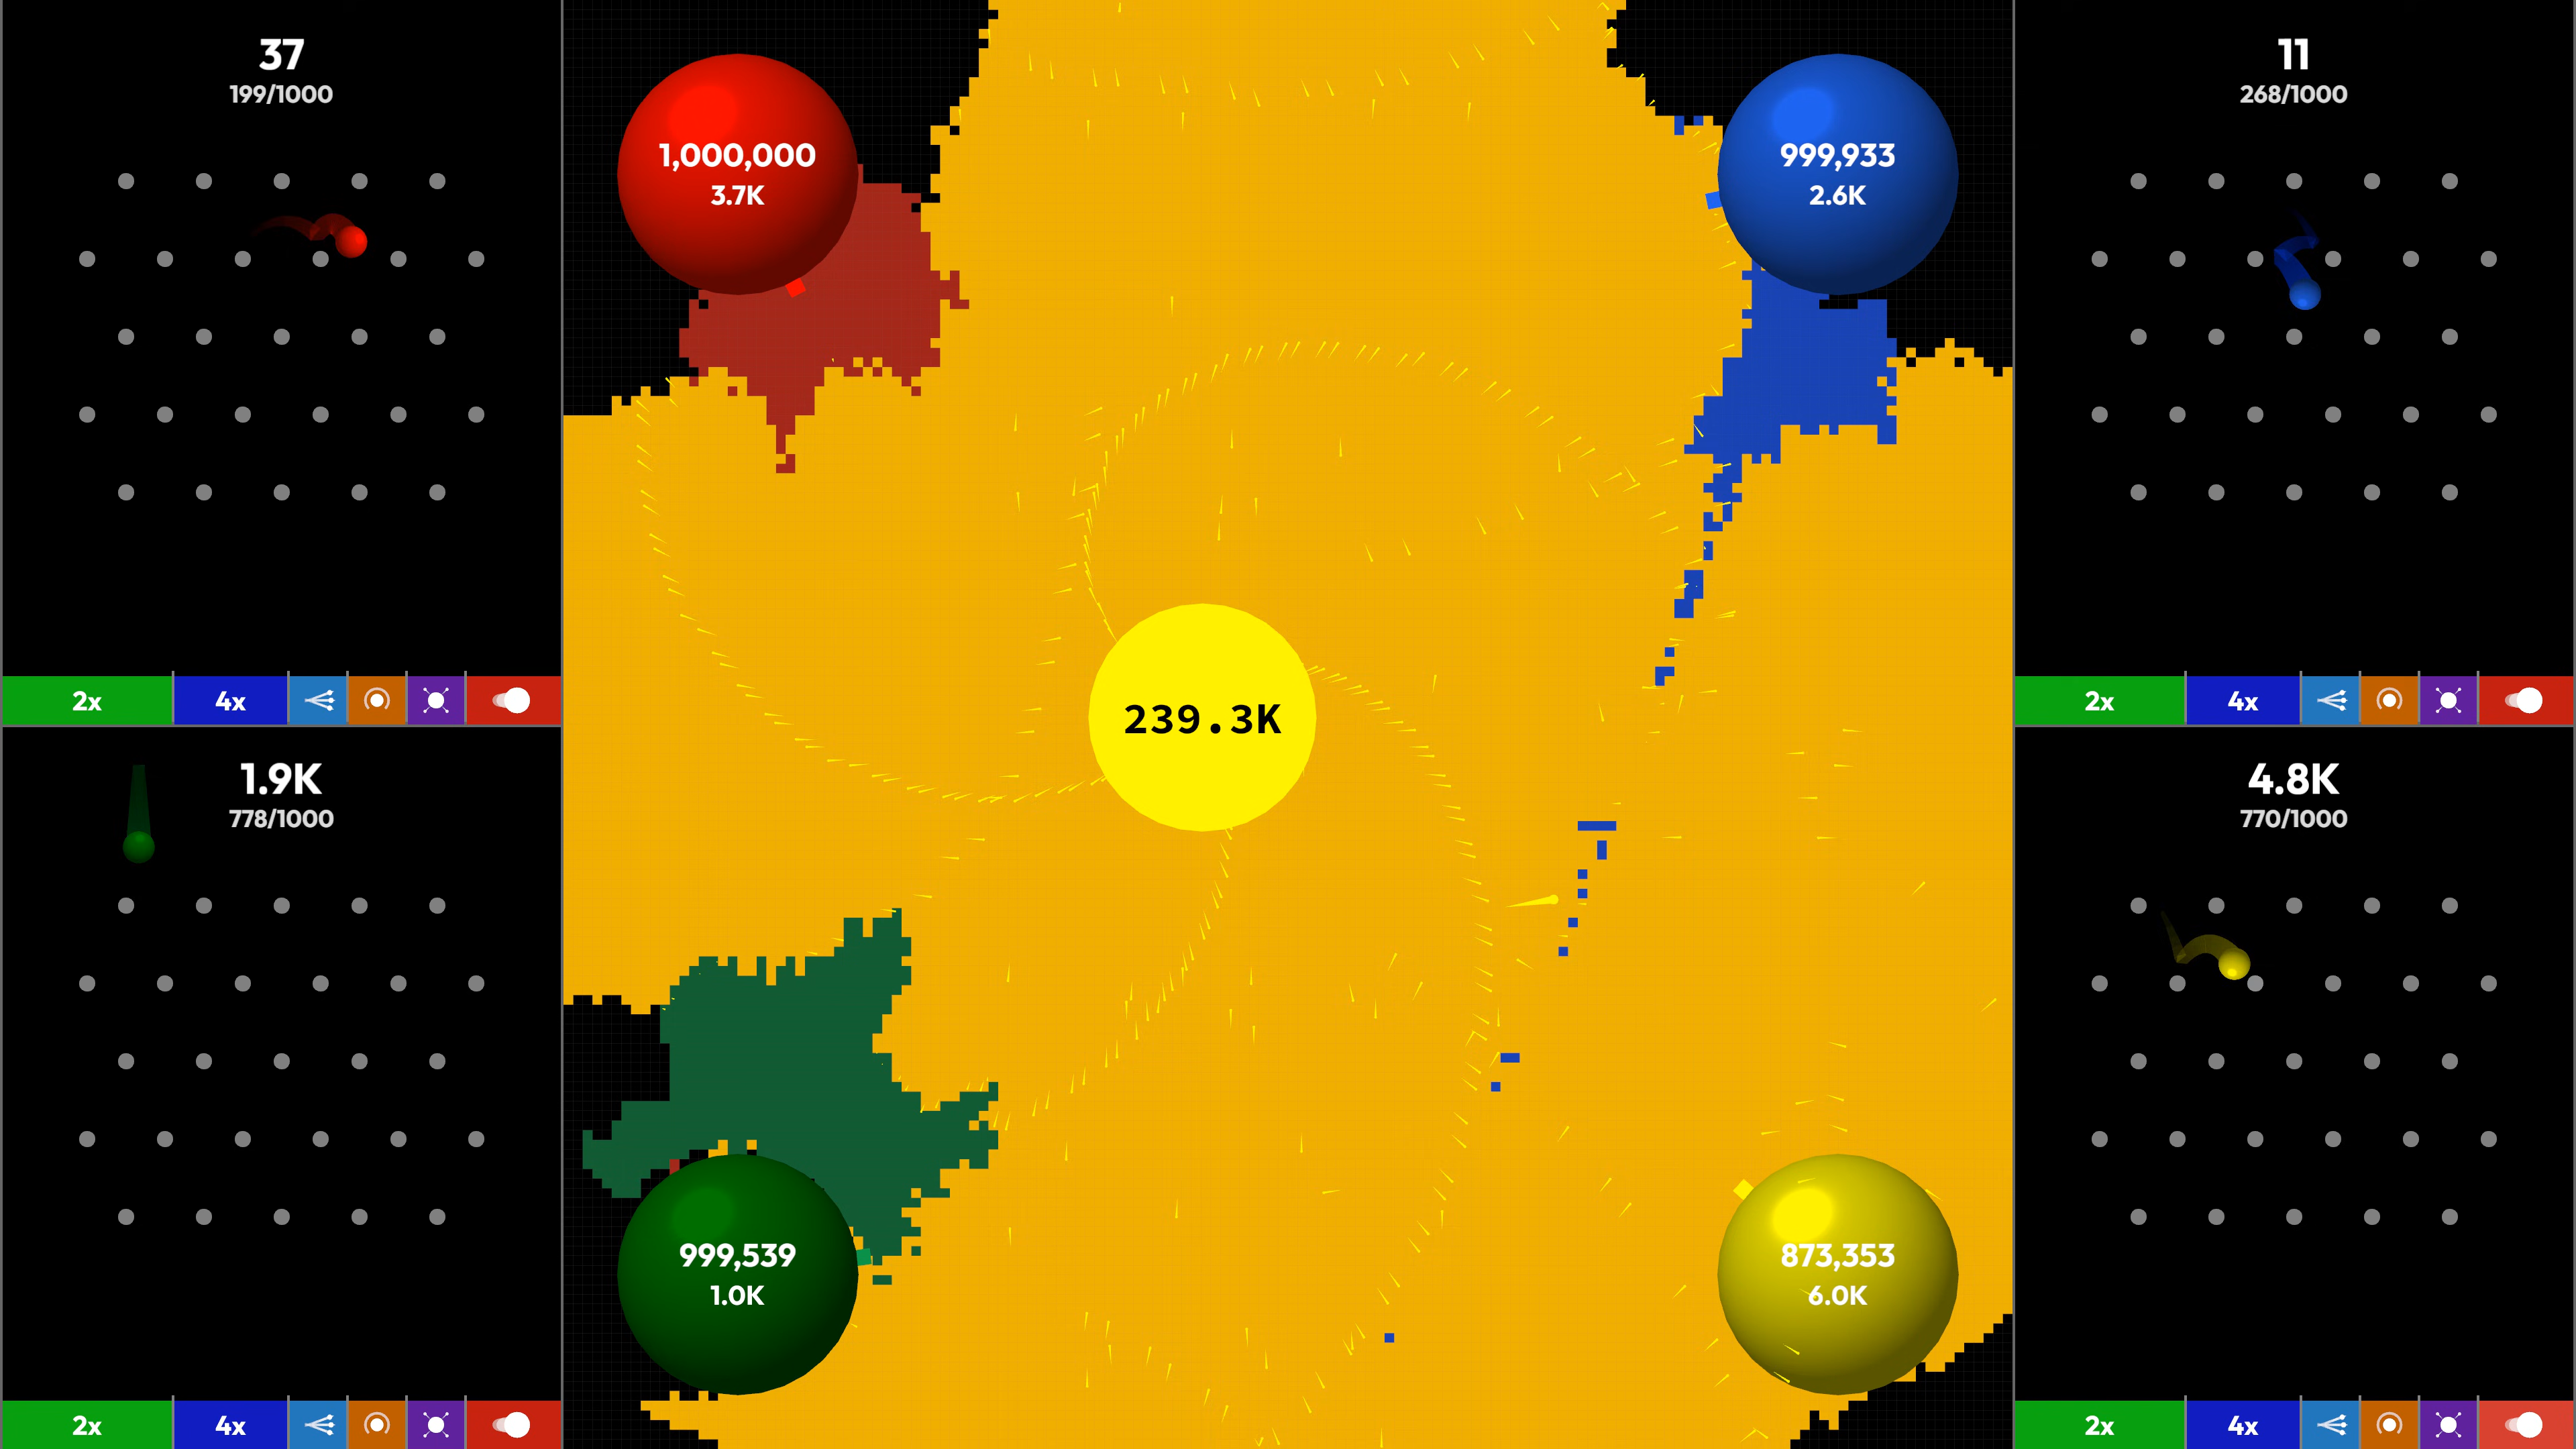 37
199/1000
2x 4x
1.9K
778/1000
2x 4x
1,000,000
3.7K
999,933
2.6K
239.3K
999,539
1.0K
873,353
6.0K
11
268/1000
2x 4x
4.8K
770/1000
2x 4x